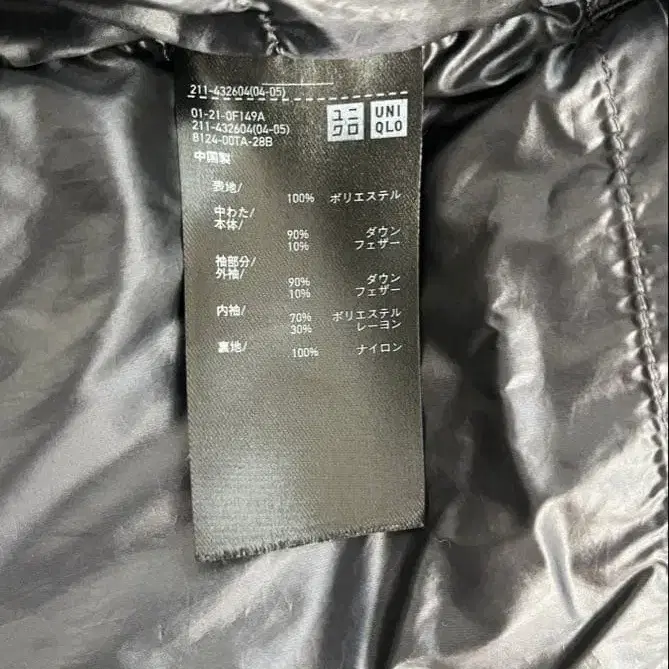 211-432604(04-05)
01-21-0F149A
211-432604(04-05)
8124-00TA-28B
ユニ
クロ
UNI
QLO
中国製
表地/
100% ポリエステル
中わた/
本体/
90% ダウン
10% フェザー
袖部分/
外袖/
90% ダウン
10% フェザー
内袖/
70% ポリエステル
30% レーヨン
裏地/
100% ナイロン